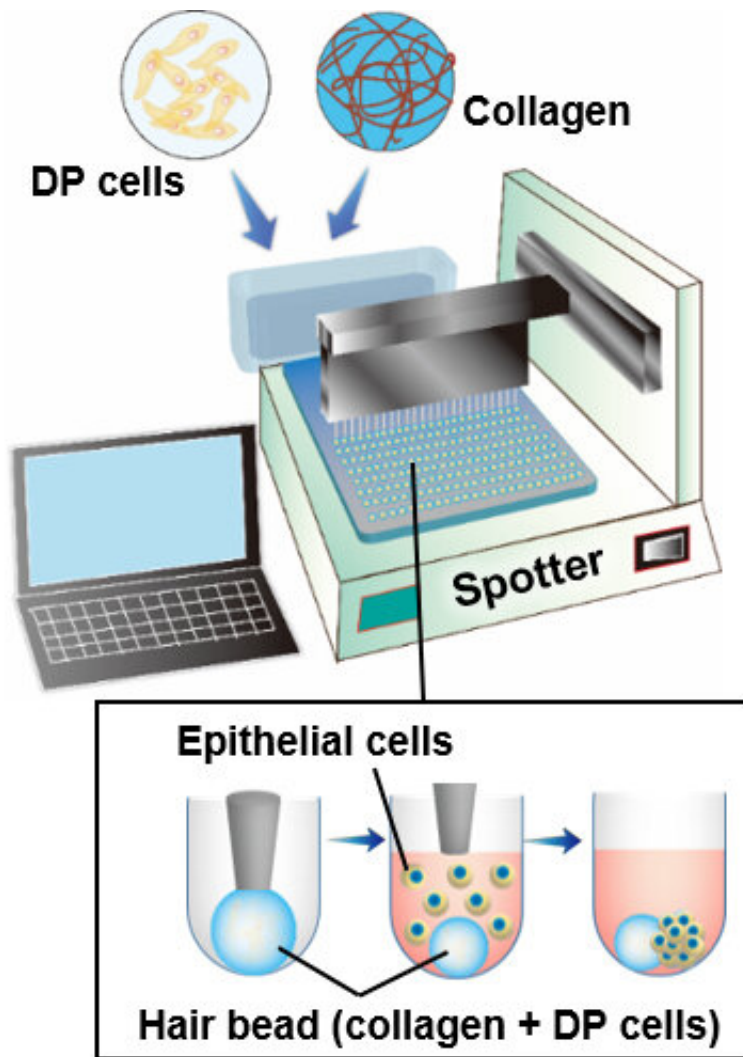 Collagen
DP cells
Spotter
Epithelial cells
Hair bead (collagen + DP cells)